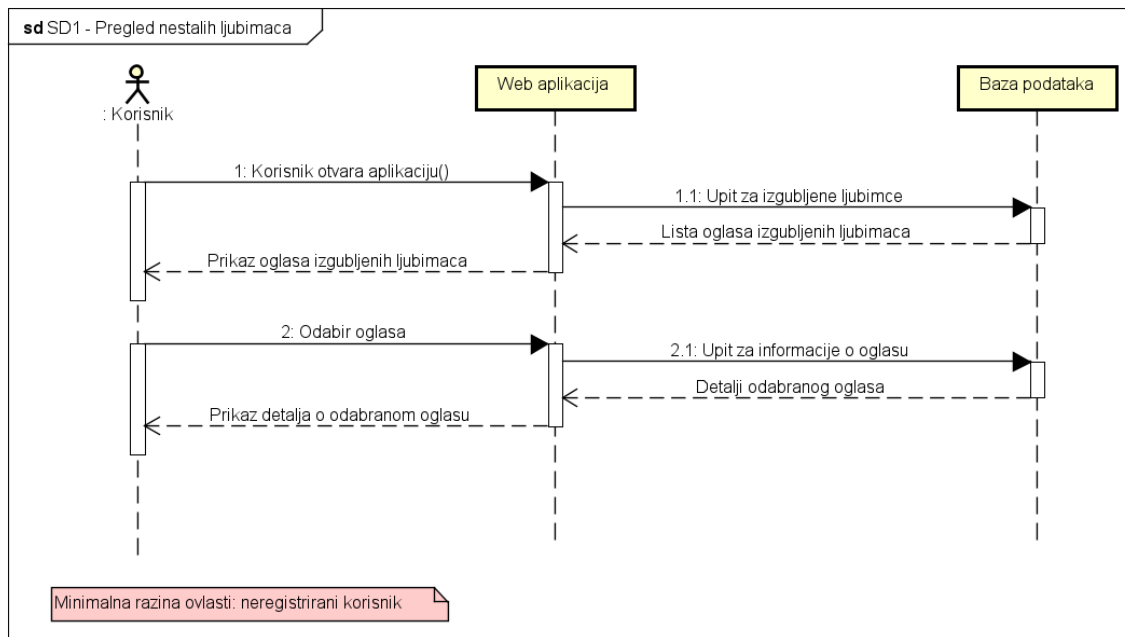 sd SD1 - Pregled nestalih ljubimaca
: Korisnik
Web aplikacija
Baza podataka
1: Korisnik otvara aplikaciju()
1.1: Upit za izgubljene ljubimce
Lista oglasa izgubljenih ljubimaca
Prikaz oglasa izgubljenih ljubimaca
2: Odabir oglasa
2.1: Upit za informacije o oglasu
Detalji odabranog oglasa
Prikaz detalja o odabranom oglasu
Minimalna razina ovlasti: neregistrirani korisnik